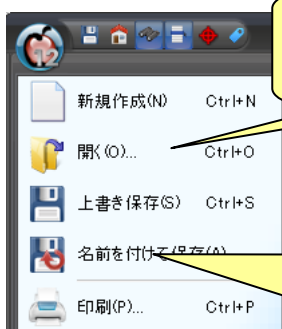 新規作成(N) Ctrl+N
開く(O)... Ctrl+O
上書き保存(S) Ctrl+S
名前を付けて保存(A)...
印刷(P)... Ctrl+P